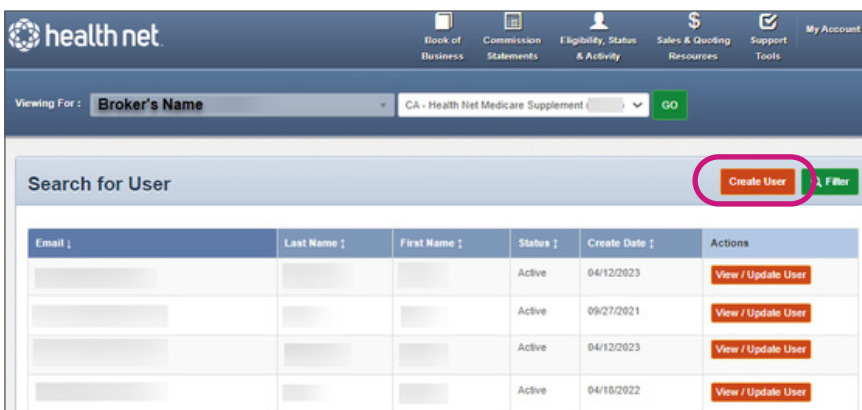 health net.
Book of Business
Commission Statements
Eligibility, Status & Activity
Sales & Quoting Resources
Support Tools
My Account
Viewing For :
Broker's Name
CA - Health Net Medicare Supplement (
GO
Search for User
Create User
Filter
Email
Last Name
First Name
Status
Create Date
Actions
Active
04/12/2023
View / Update User
Active
09/27/2021
View / Update User
Active
04/12/2023
View / Update User
Active
04/18/2022
View / Update User